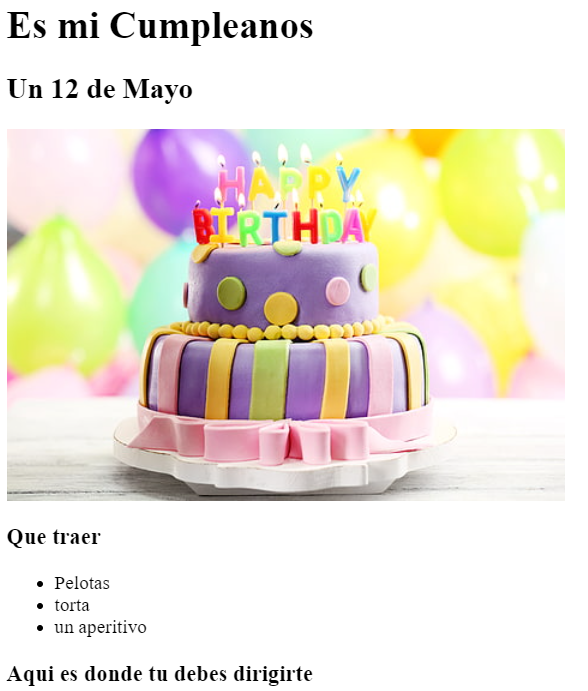 Es mi Cumpleanos
Un 12 de Mayo
HAPPY
BIRTHDAY
Que traer
Pelotas
torta
un aperitivo
Aqui es donde tu debes dirigirte